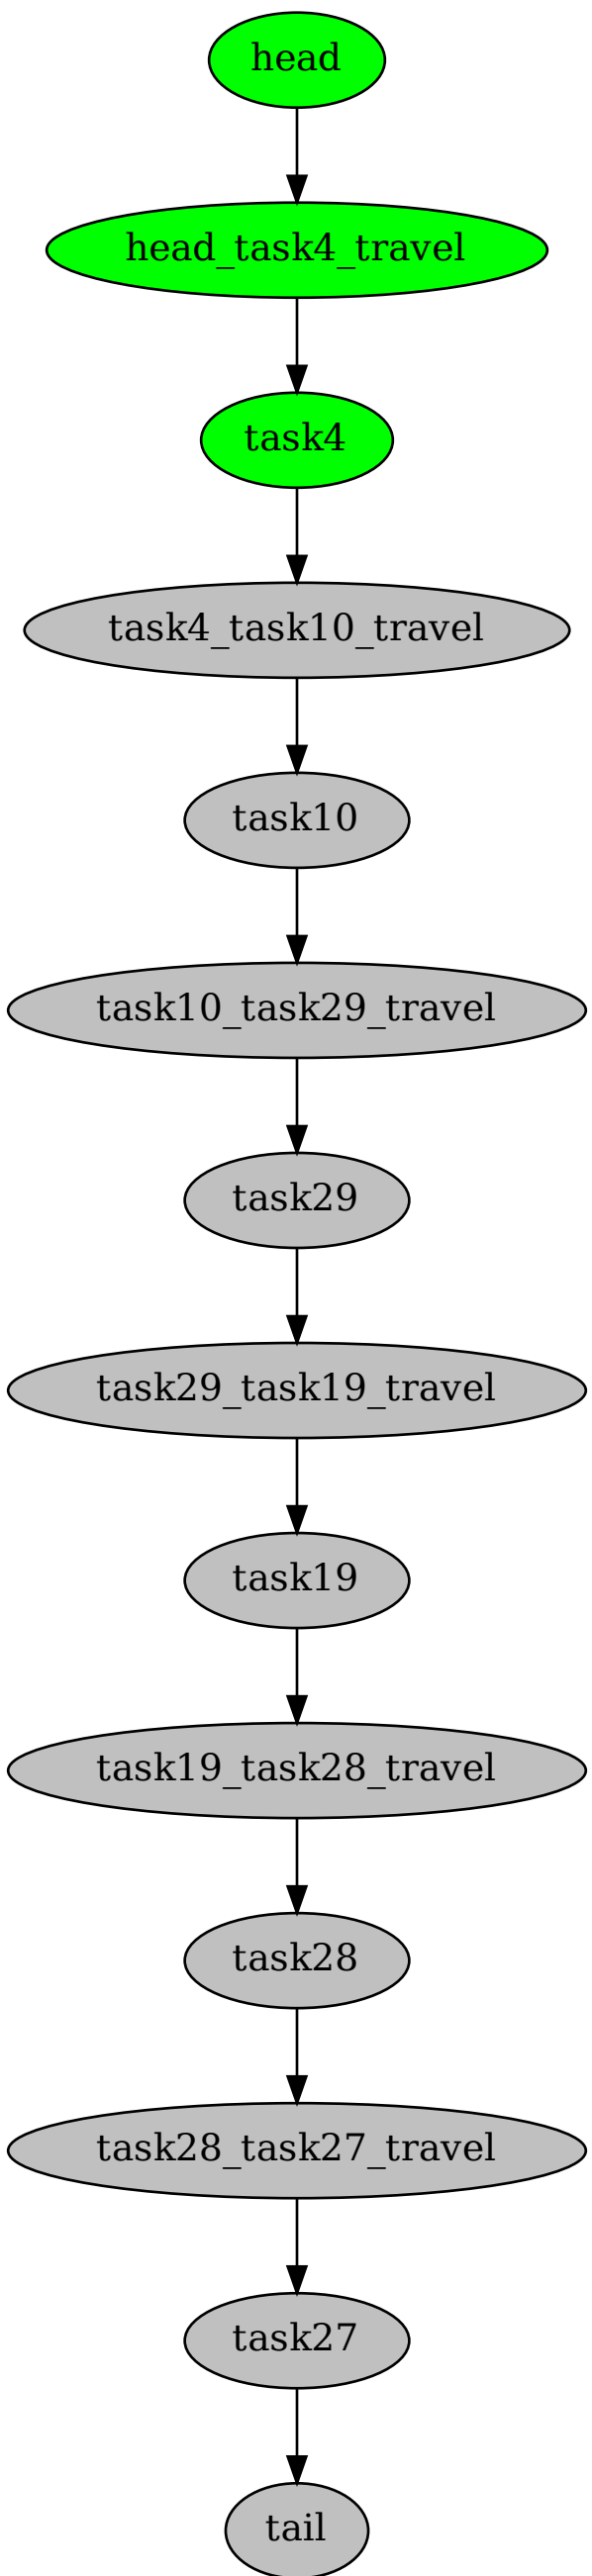 head
head_task4_travel
task4
task4_task10_travel
task10
task10_task29_travel
task29
task29_task19_travel
task19
task19_task28_travel
task28
task28_task27_travel
task27
tail